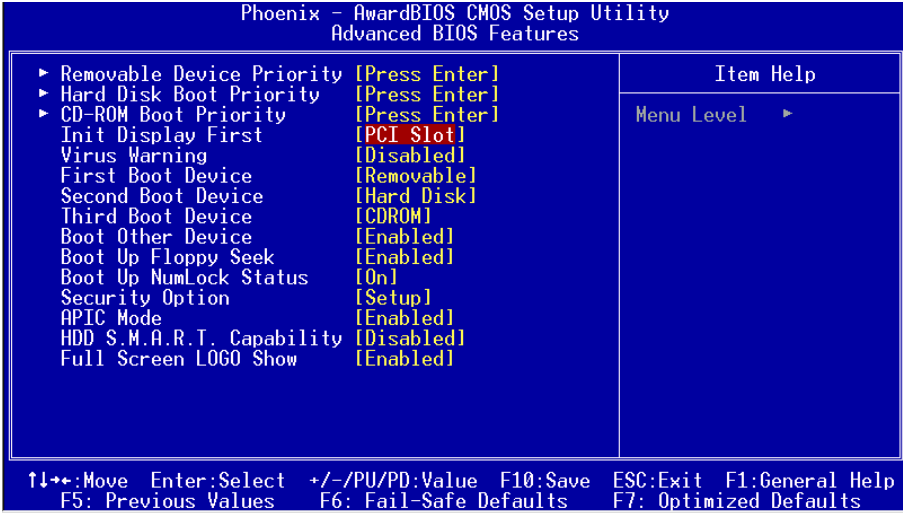 Phoenix - AwardBIOS CMOS Setup Utility
Advanced BIOS Features
► Removable Device Priority [Press Enter]
► Hard Disk Boot Priority [Press Enter]
► CD-ROM Boot Priority [Press Enter]
Init Display First [PCI Slot]
Virus Warning [Disabled]
First Boot Device [Removable]
Second Boot Device [Hard Disk]
Third Boot Device [CDROM]
Boot Other Device [Enabled]
Boot Up Floppy Seek [Enabled]
Boot Up NumLock Status [On]
Security Option [Setup]
APIC Mode [Enabled]
HDD S.M.A.R.T. Capability [Disabled]
Full Screen LOGO Show [Enabled]
Item Help
Menu Level ►
↑↓→←:Move Enter:Select +/-/PU/PD:Value F10:Save ESC:Exit F1:General Help
F5: Previous Values F6: Fail-Safe Defaults F7: Optimized Defaults